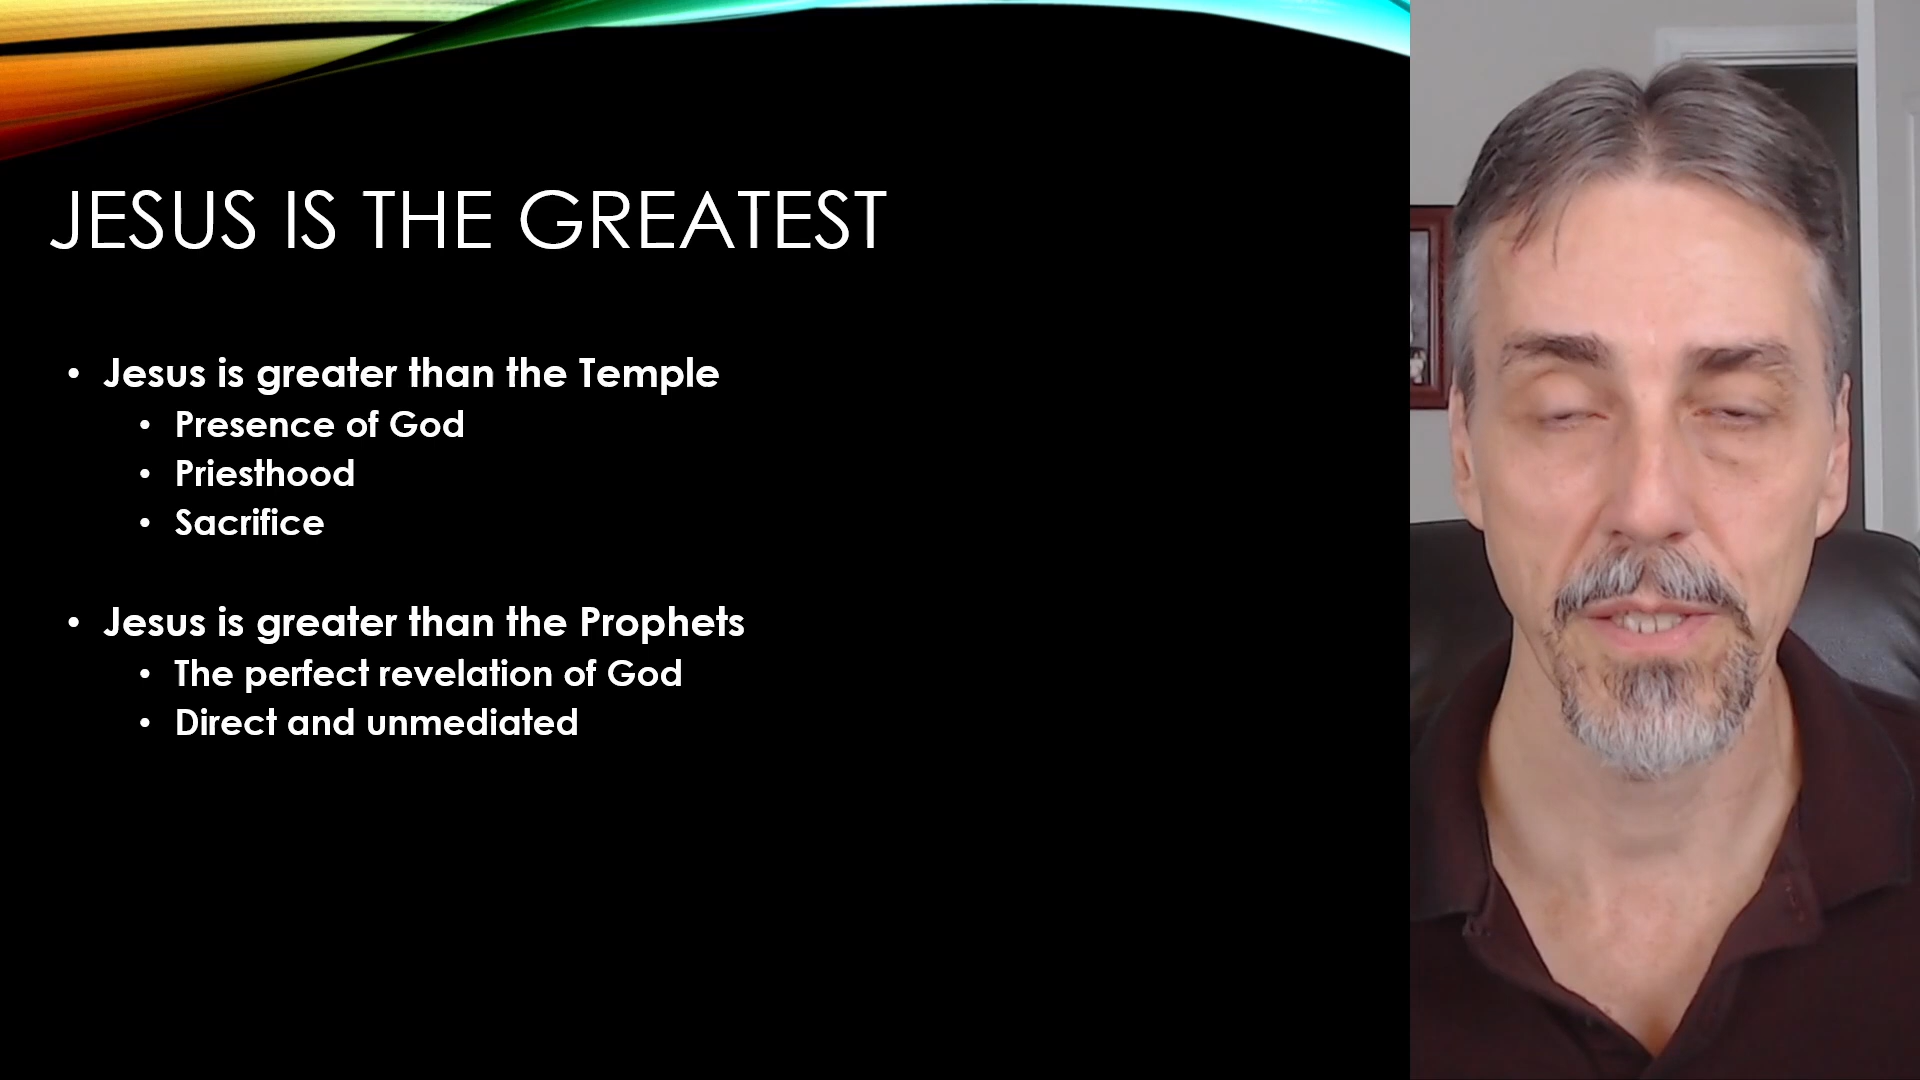 JESUS IS THE GREATEST
• Jesus is greater than the Temple
• Presence of God
• Priesthood
• Sacrifice
• Jesus is greater than the Prophets
• The perfect revelation of God
• Direct and unmediated